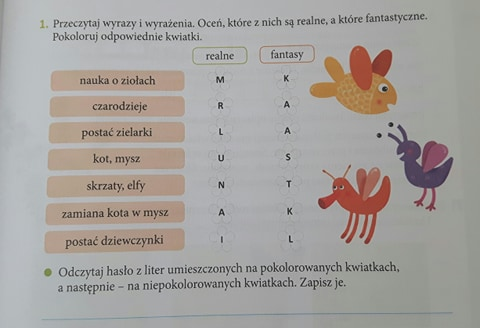 1. Przeczytaj wyrazy i wyrażenia. Oceń, które z nich są realne, a które fantastyczne.
Pokoloruj odpowiednie kwiatki.
realne fantasy
nauka o ziołach M K
czarodzieje R A
postać zielarki L A
kot, mysz U S
skrzaty, elfy N T
zamiana kota w mysz A K
postać dziewczynki I L
Odczytaj hasło z liter umieszczonych na pokolorowanych kwiatkach,
a następnie – na niepokolorowanych kwiatkach. Zapisz je.